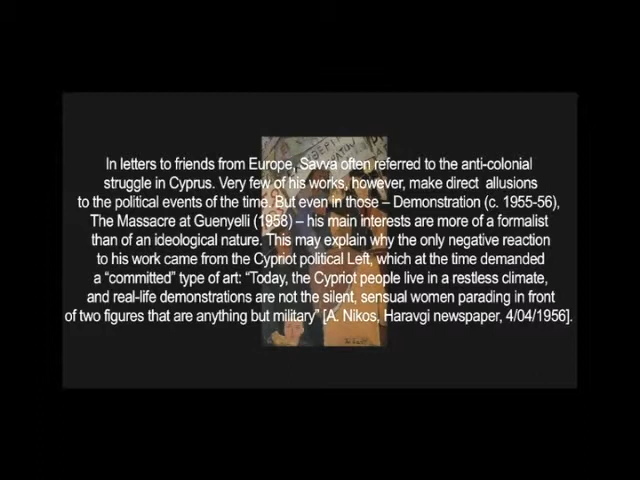 In letters to friends from Europe, Savva often referred to the anti-colonial
struggle in Cyprus. Very few of his works, however, make direct allusions
to the political events of the time. But even in those – Demonstration (c. 1955-56),
The Massacre at Guenyelli (1958) – his main interests are more of a formalist
than of an ideological nature. This may explain why the only negative reaction
to his work came from the Cypriot political Left, which at the time demanded
a “committed” type of art: “Today, the Cypriot people live in a restless climate,
and real-life demonstrations are not the silent, sensual women parading in front
of two figures that are anything but military” [A. Nikos, Haravgi newspaper, 4/04/1956].